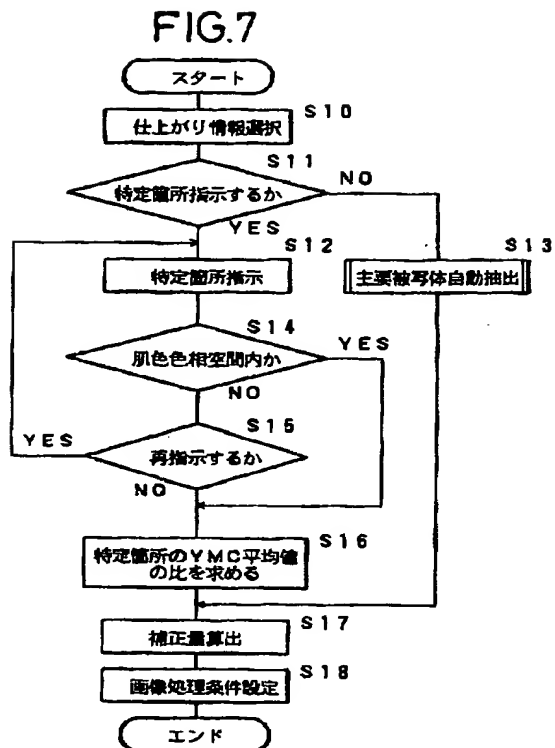 FIG.7
スタート
S10
仕上がり情報選択
S11
特定箇所指示するか
NO
YES
S12
S13
特定箇所指示
主要被写体自動抽出
S14
肌色色相空間内か
YES
NO
S15
YES
再指示するか
NO
S16
特定箇所のYMC平均値
の比を求める
S17
補正量算出
S18
画像処理条件設定
エンド